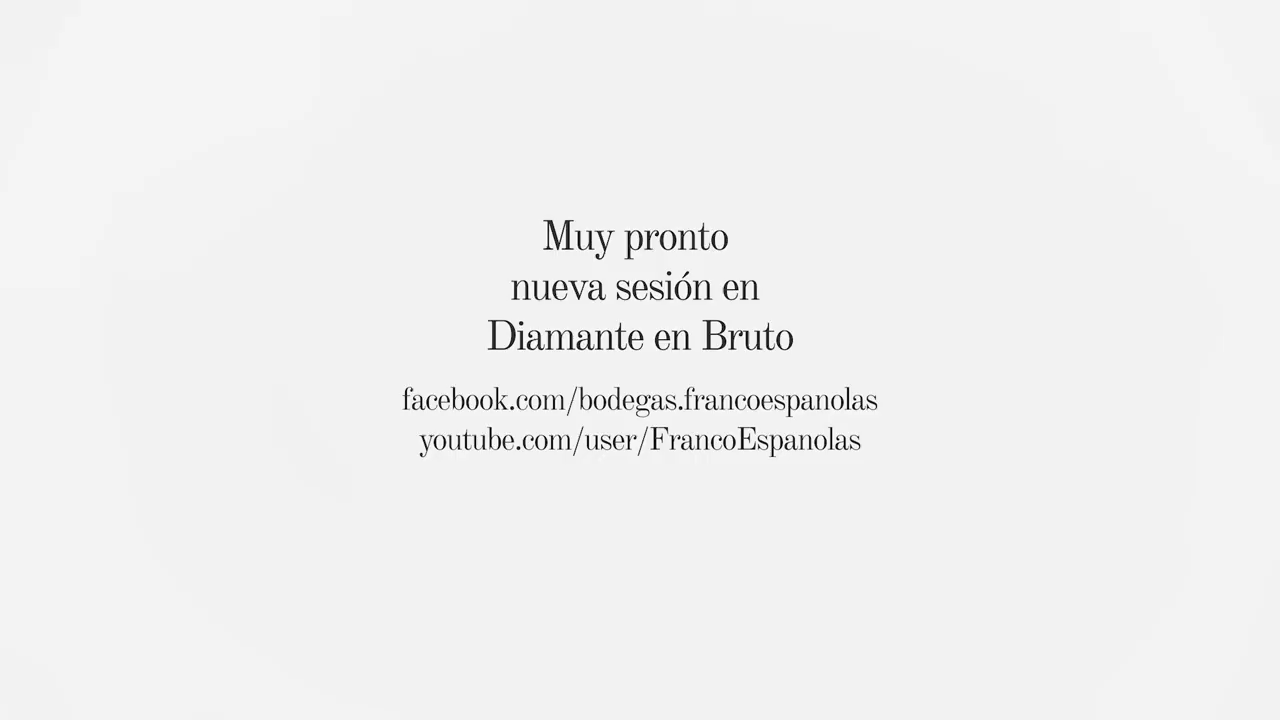 Muy pronto
nueva sesión en
Diamante en Bruto
facebook.com/bodegas.francoespanolas
youtube.com/user/FrancoEspanolas